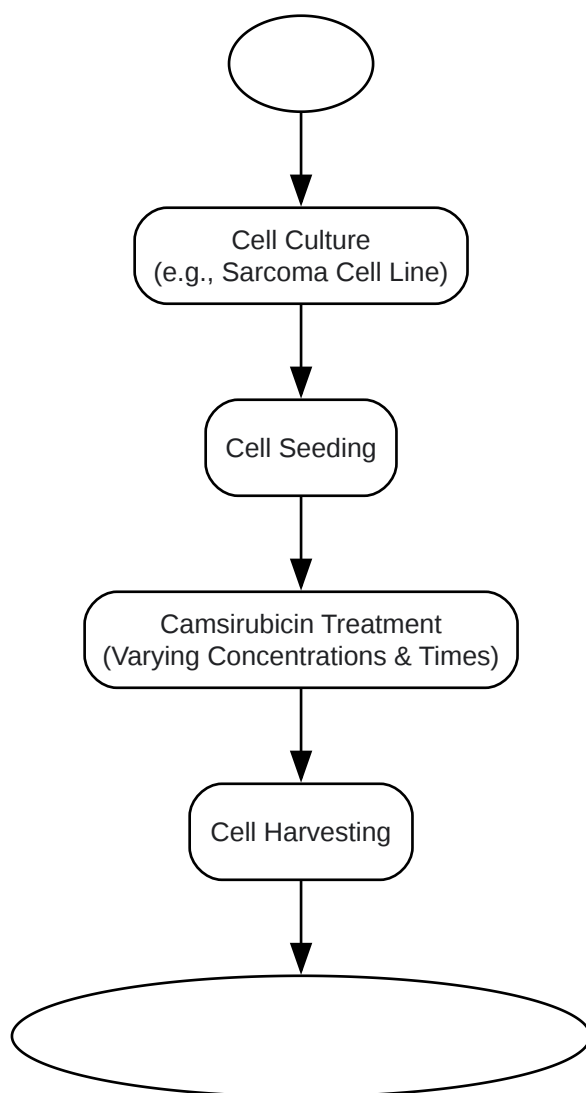 Cell Culture
(e.g., Sarcoma Cell Line)
Cell Seeding
Camsirubicin Treatment
(Varying Concentrations & Times)
Cell Harvesting